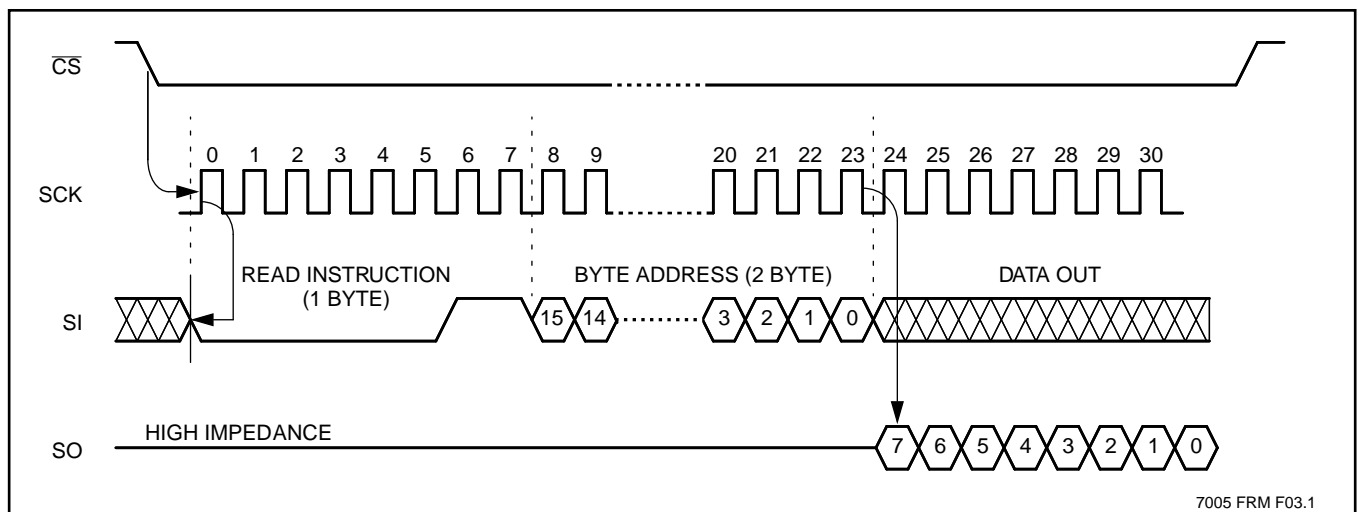 CS
0 1 2 3 4 5 6 7 8 9 20 21 22 23 24 25 26 27 28 29 30
SCK
READ INSTRUCTION
(1 BYTE)
BYTE ADDRESS (2 BYTE)
DATA OUT
SI
15 14 3 2 1 0
HIGH IMPEDANCE
SO
7 6 5 4 3 2 1 0
7005 FRM F03.1